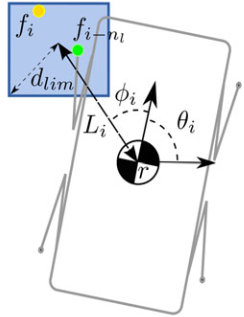 f_i
f_{i-n_l}
d_{lim}
ϕ_i
L_i
θ_i
r